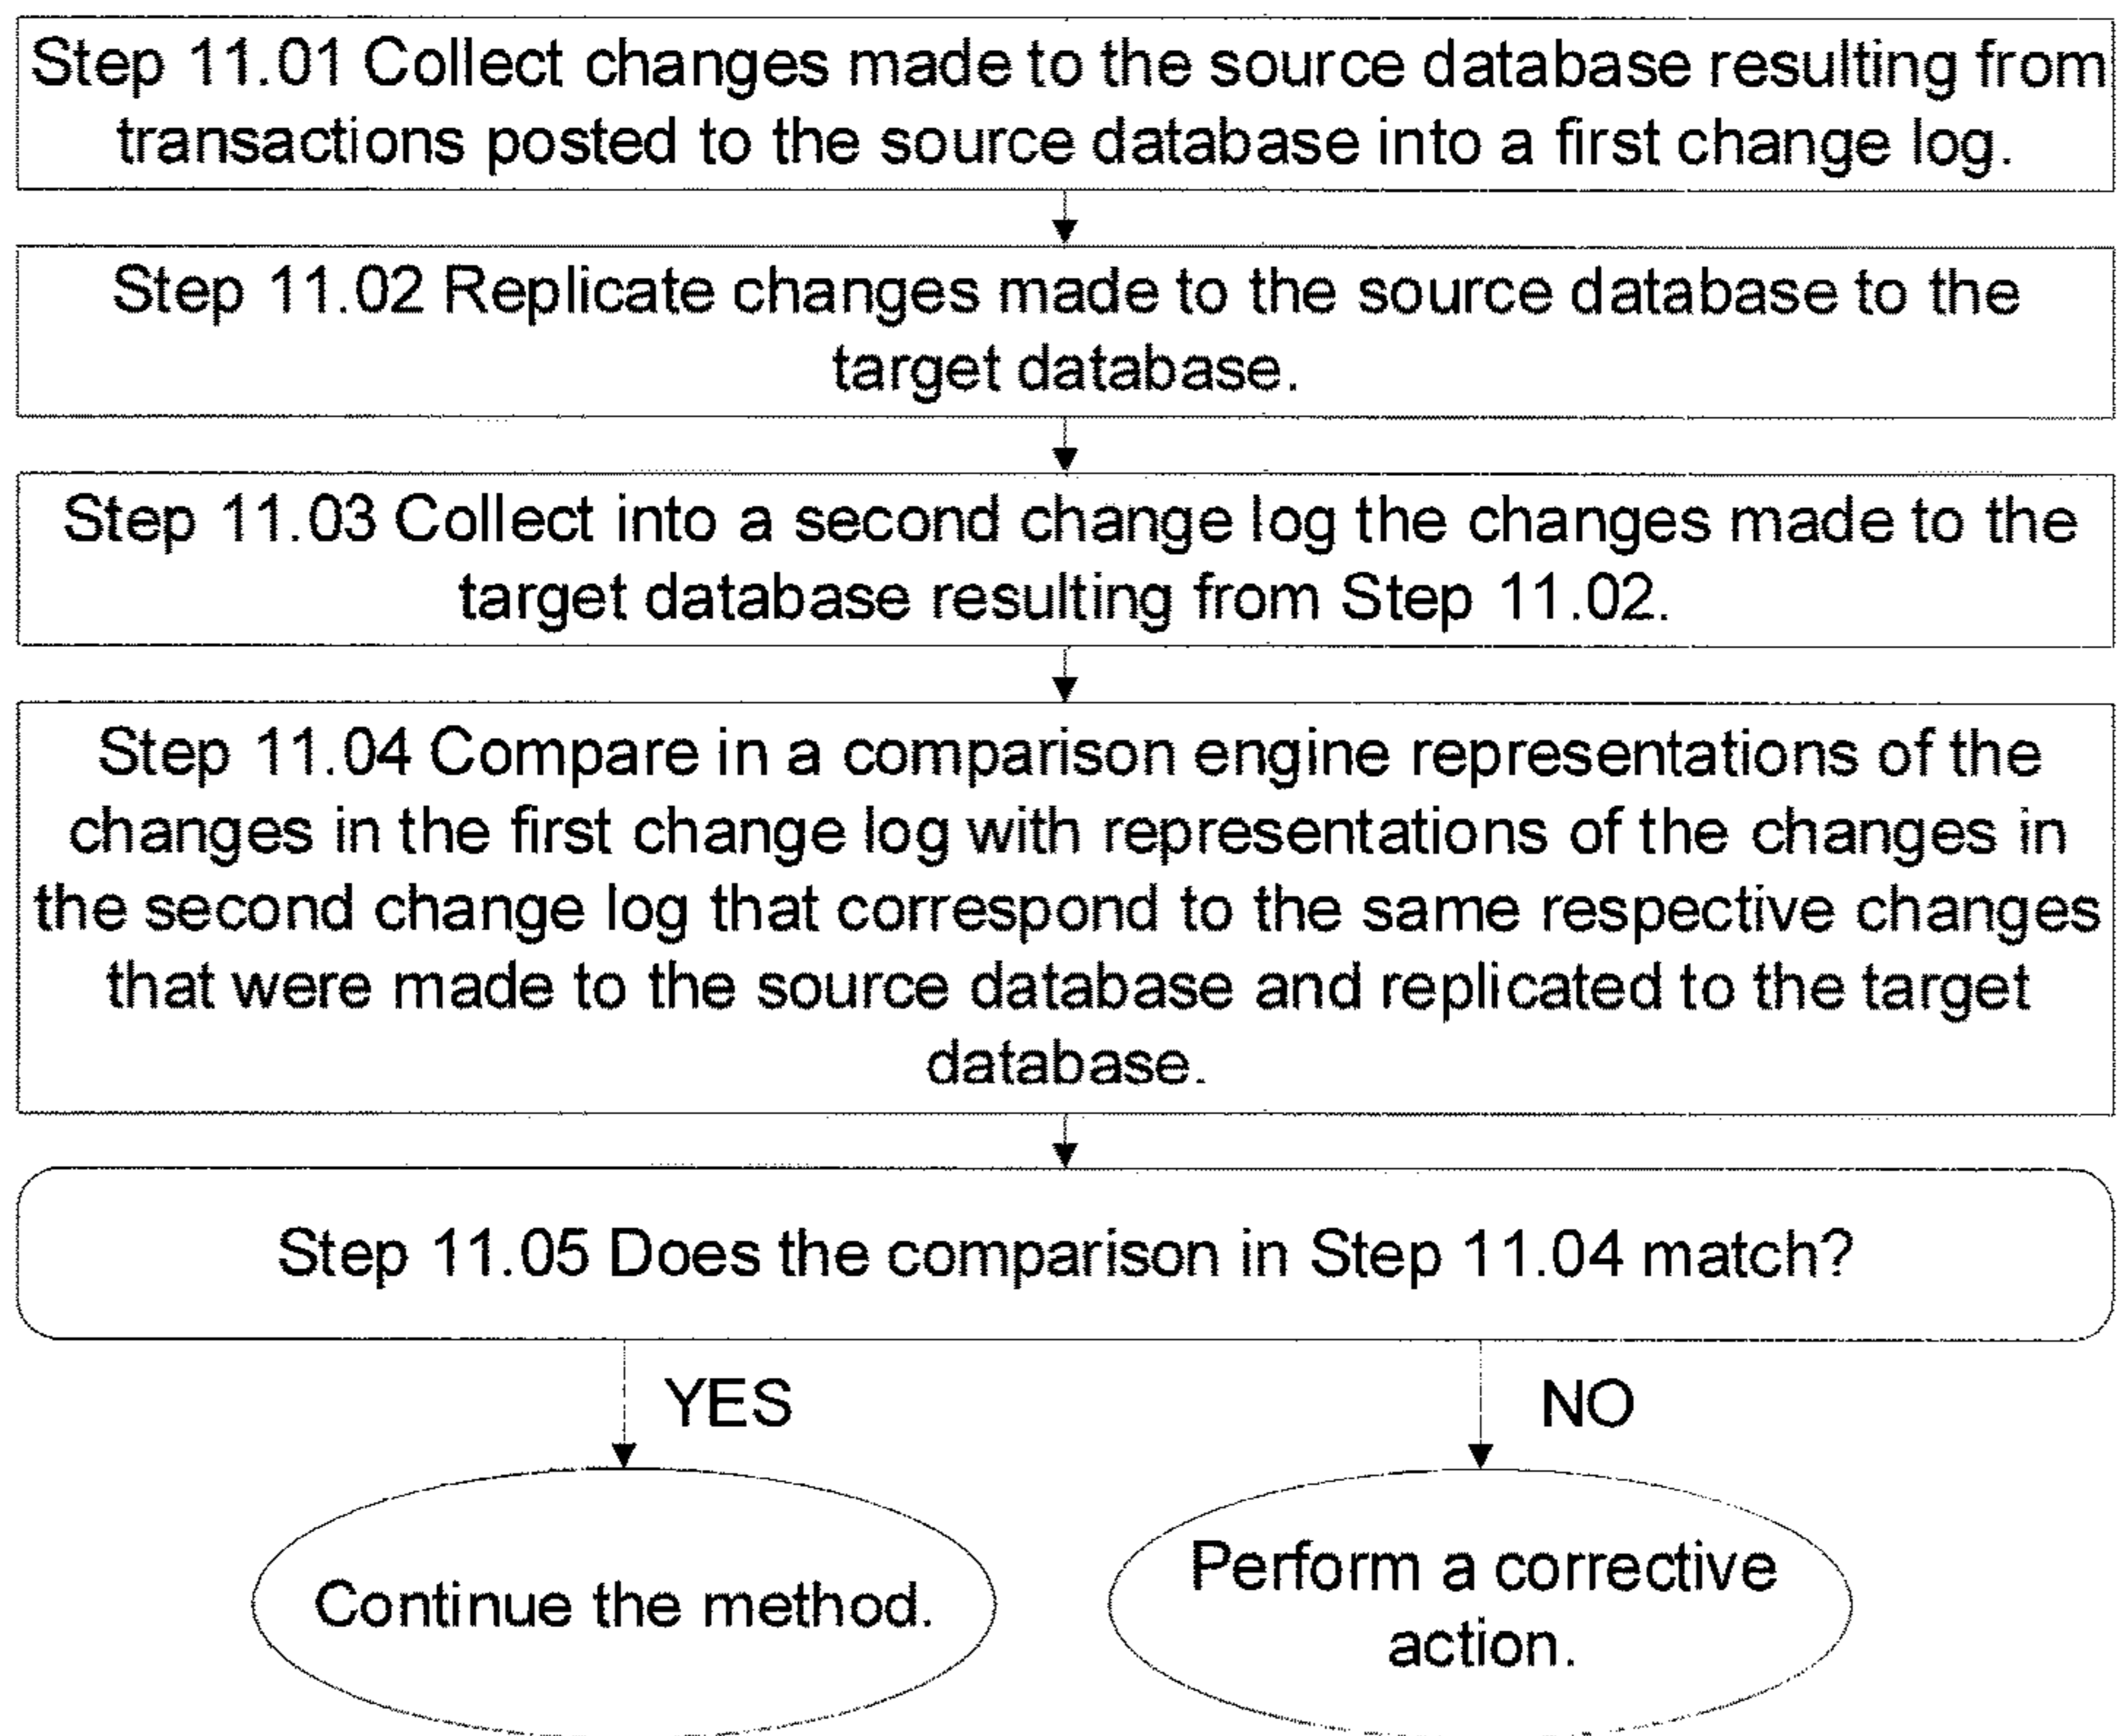 Step 11.01 Collect changes made to the source database resulting from
transactions posted to the source database into a first change log.
Step 11.02 Replicate changes made to the source database to the
target database.
Step 11.03 Collect into a second change log the changes made to the
target database resulting from Step 11.02.
Step 11.04 Compare in a comparison engine representations of the
changes in the first change log with representations of the changes in
the second change log that correspond to the same respective changes
that were made to the source database and replicated to the target
database.
Step 11.05 Does the comparison in Step 11.04 match?
YES
NO
Continue the method.
Perform a corrective
action.